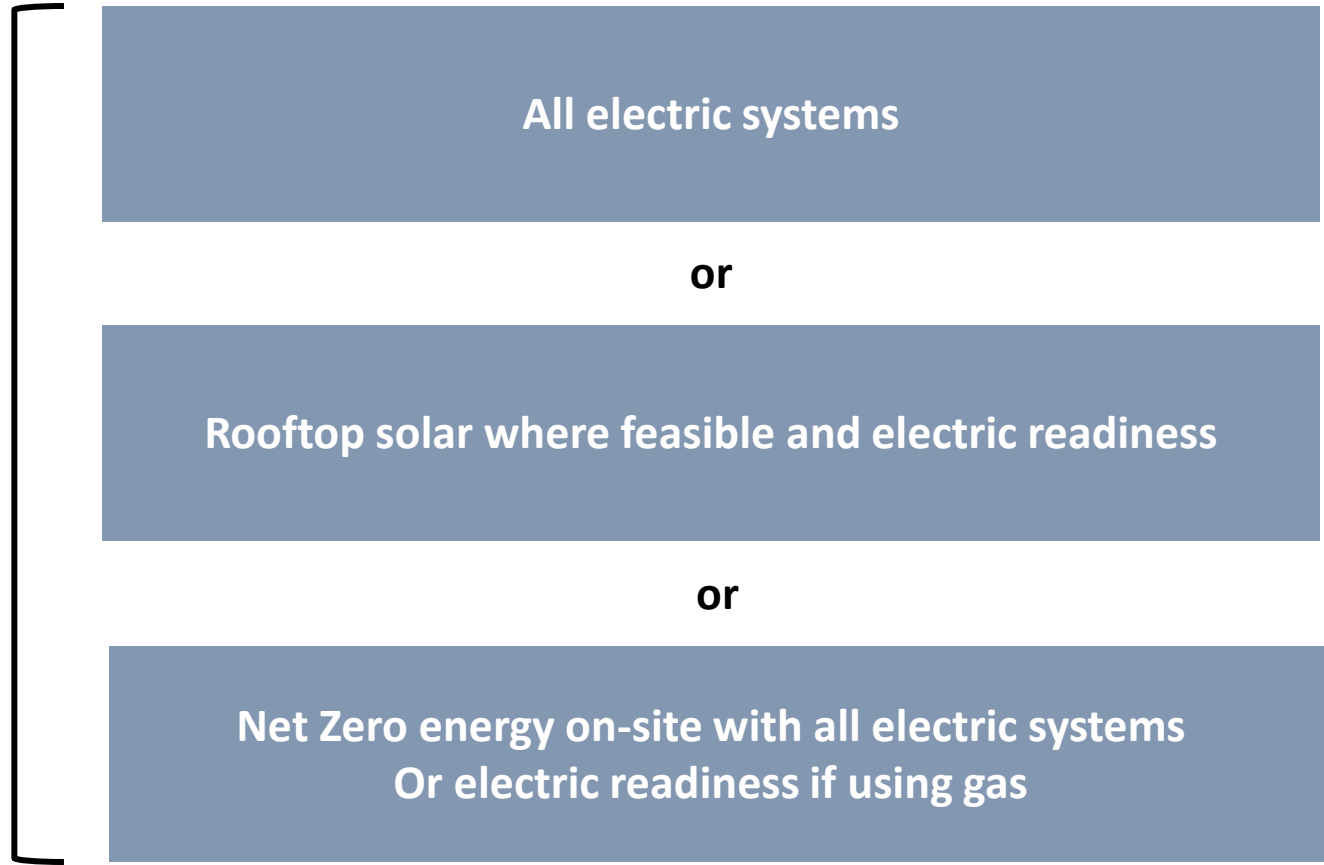 All electric systems
or
Rooftop solar where feasible and electric readiness
or
Net Zero energy on-site with all electric systems
Or electric readiness if using gas